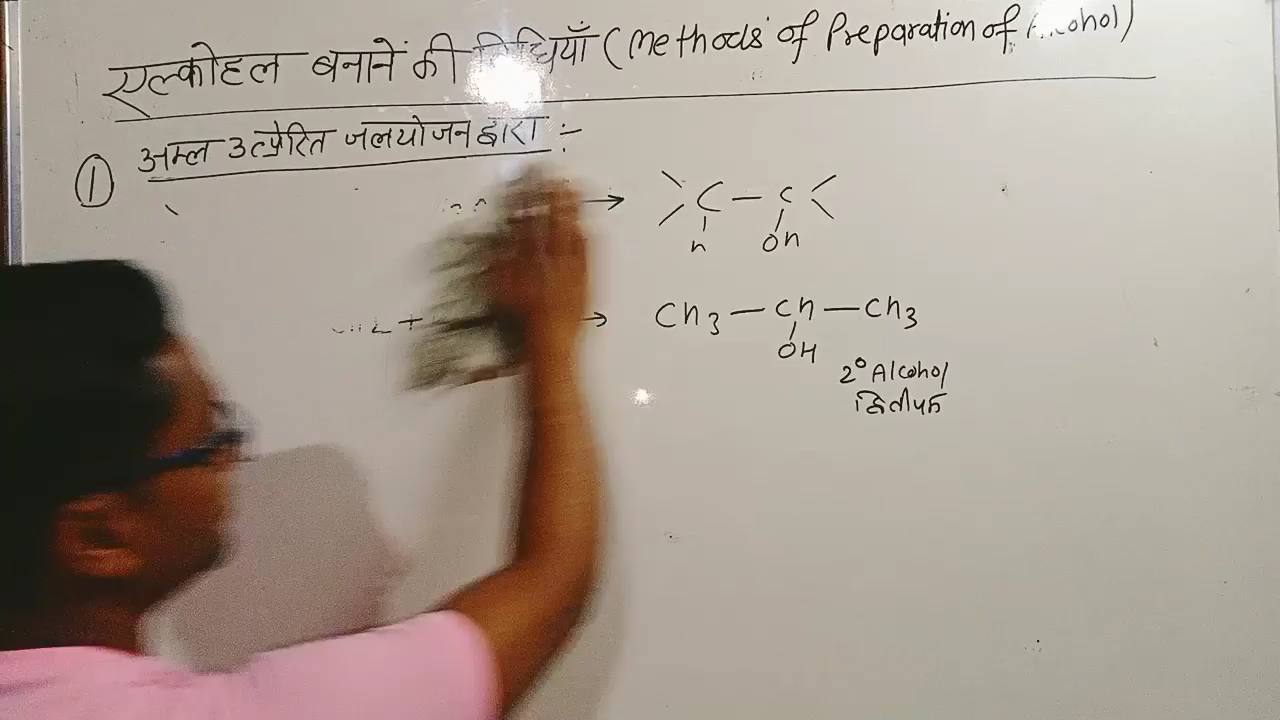 एल्कोहल बनाने की विधियाँ (Methods of Preparation of
① अम्ल उत्प्रेरित जलयोजन द्वारा :-
→ >C — C<
H OH
+ → CH3 — CH — CH3
OH
2° Alcohol
द्वितीयक